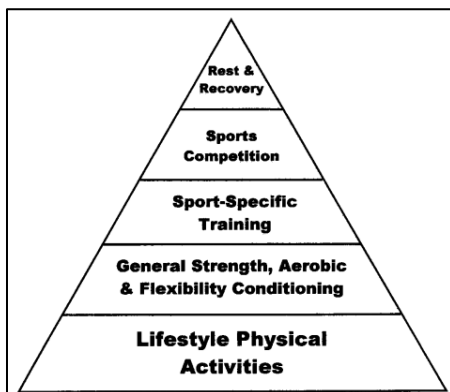 Rest &
Recovery
Sports
Competition
Sport-Specific
Training
General Strength, Aerobic
& Flexibility Conditioning
Lifestyle Physical
Activities